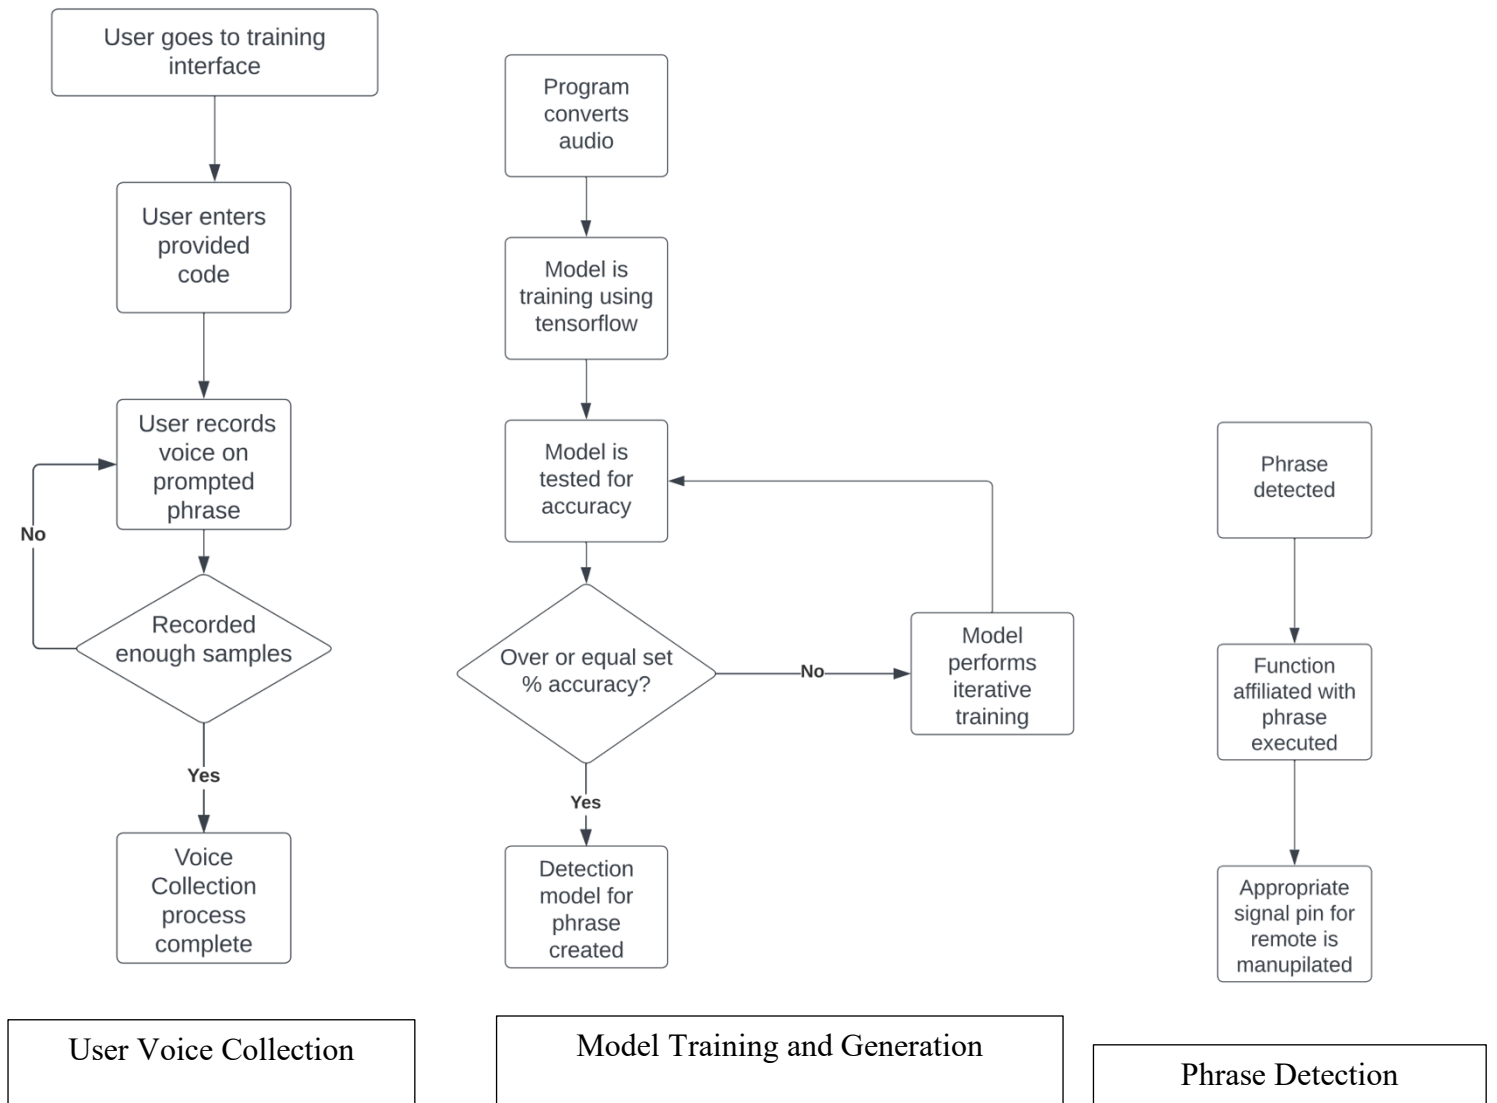 User goes to training
interface
User enters
provided
code
User records
voice on
prompted
phrase
No
Recorded
enough samples
Yes
Voice
Collection
process
complete
User Voice Collection
Program
converts
audio
Model is
training using
tensorflow
Model is
tested for
accuracy
Over or equal set
% accuracy?
No
Model
performs
iterative
training
Yes
Detection
model for
phrase
created
Model Training and Generation
Phrase
detected
Function
affiliated with
phrase
executed
Appropriate
signal pin for
remote is
manupilated
Phrase Detection